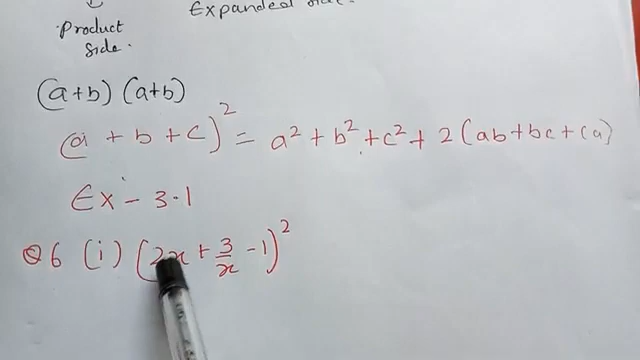 Expanded side.
Product
Side.
(a+b) (a+b)
(a + b + c)² = a² + b² + c² + 2(ab+bc+ca)
Ex - 3.1
Q6 (i) (2x + 3/x - 1)²